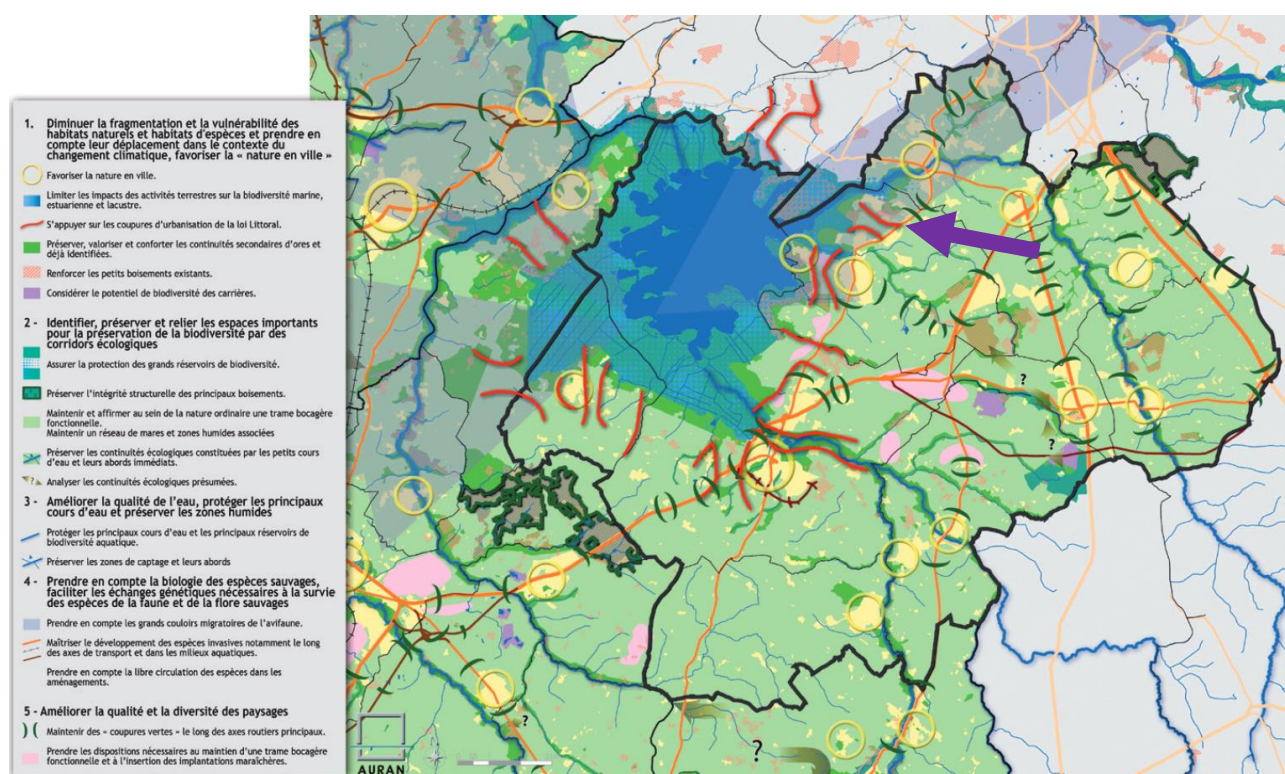 1. Diminuer la fragmentation et la vulnérabilité des
habitats naturels et habitats d'espèces et prendre en
compte leur déplacement dans le contexte du
changement climatique, favoriser la « nature en ville »
Favoriser la nature en ville.
Limiter les impacts des activités terrestres sur la biodiversité marine,
estuarienne et lacustre.
S'appuyer sur les coupures d'urbanisation de la loi Littoral.
Préserver, valoriser et conforter les continuités secondaires d'ores et
déjà identifiées.
Renforcer les petits boisements existants.
Considérer le potentiel de biodiversité des carrières.
2 - Identifier, préserver et relier les espaces importants
pour la préservation de la biodiversité par des
corridors écologiques
Assurer la protection des grands réservoirs de biodiversité.
Préserver l'intégrité structurelle des principaux boisements.
Maintenir et affirmer au sein de la nature ordinaire une trame bocagère
fonctionnelle.
Maintenir un réseau de mares et zones humides associées
Préserver les continuités écologiques constituées par les petits cours
d'eau et leurs abords immédiats.
? Analyser les continuités écologiques présumées.
3 - Améliorer la qualité de l'eau, protéger les principaux
cours d'eau et préserver les zones humides
Protéger les principaux cours d'eau et les principaux réservoirs de
biodiversité aquatique.
Préserver les zones de captage et leurs abords
4 - Prendre en compte la biologie des espèces sauvages,
faciliter les échanges génétiques nécessaires à la survie
des espèces de la faune et de la flore sauvages
Prendre en compte les grands couloirs migratoires de l'avifaune.
Maîtriser le développement des espèces invasives notamment le long
des axes de transport et dans les milieux aquatiques.
Prendre en compte la libre circulation des espèces dans les
aménagements.
5 - Améliorer la qualité et la diversité des paysages
Maintenir des « coupures vertes » le long des axes routiers principaux.
Prendre les dispositions nécessaires au maintien d'une trame bocagère
fonctionnelle et à l'insertion des implantations maraîchères.
?
?
?
?
?
AURAN